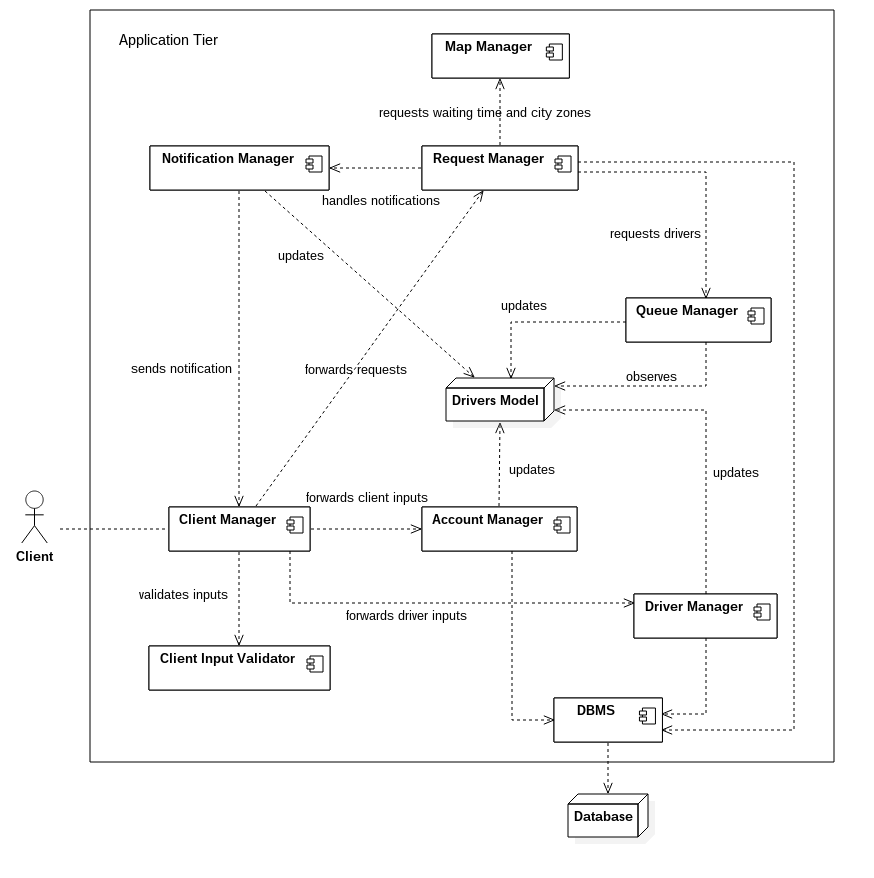 Application Tier
Map Manager
requests waiting time and city zones
Notification Manager
Request Manager
handles notifications
requests drivers
updates
updates
Queue Manager
sends notification
forwards requests
observes
Drivers Model
updates
updates
forwards client inputs
Client Manager
Account Manager
Client
validates inputs
forwards driver inputs
Driver Manager
Client Input Validator
DBMS
Database